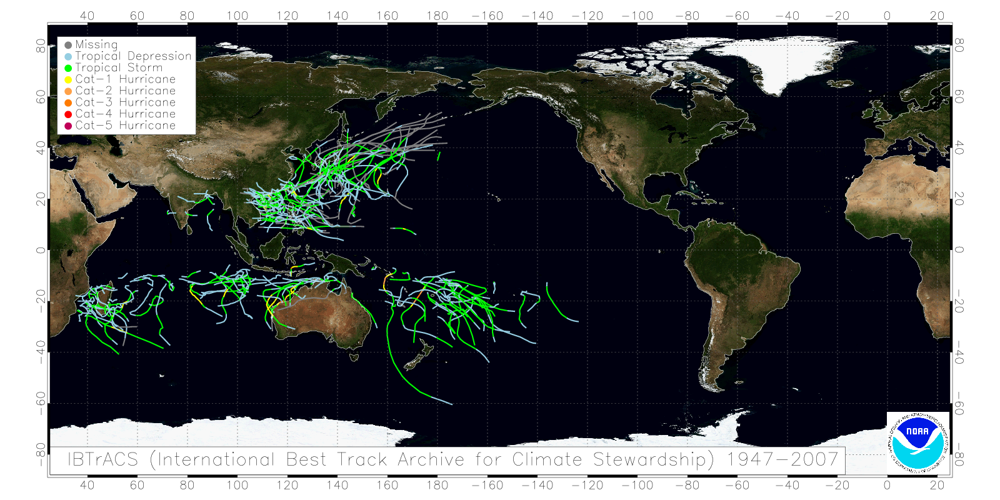 40 60 80 100 120 140 160 180 −160 −140 −120 −100 −80 −60 −40 −20 0 20
80 60 40 20 0 −20 −40 −60 −80
Missing
Tropical Depression
Tropical Storm
Cat−1 Hurricane
Cat−2 Hurricane
Cat−3 Hurricane
Cat−4 Hurricane
Cat−5 Hurricane
80 60 40 20 0 −20 −40 −60 −80
NOAA
IBTrACS (International Best Track Archive for Climate Stewardship) 1947−2007
40 60 80 100 120 140 160 180 −160 −140 −120 −100 −80 −60 −40 −20 0 20